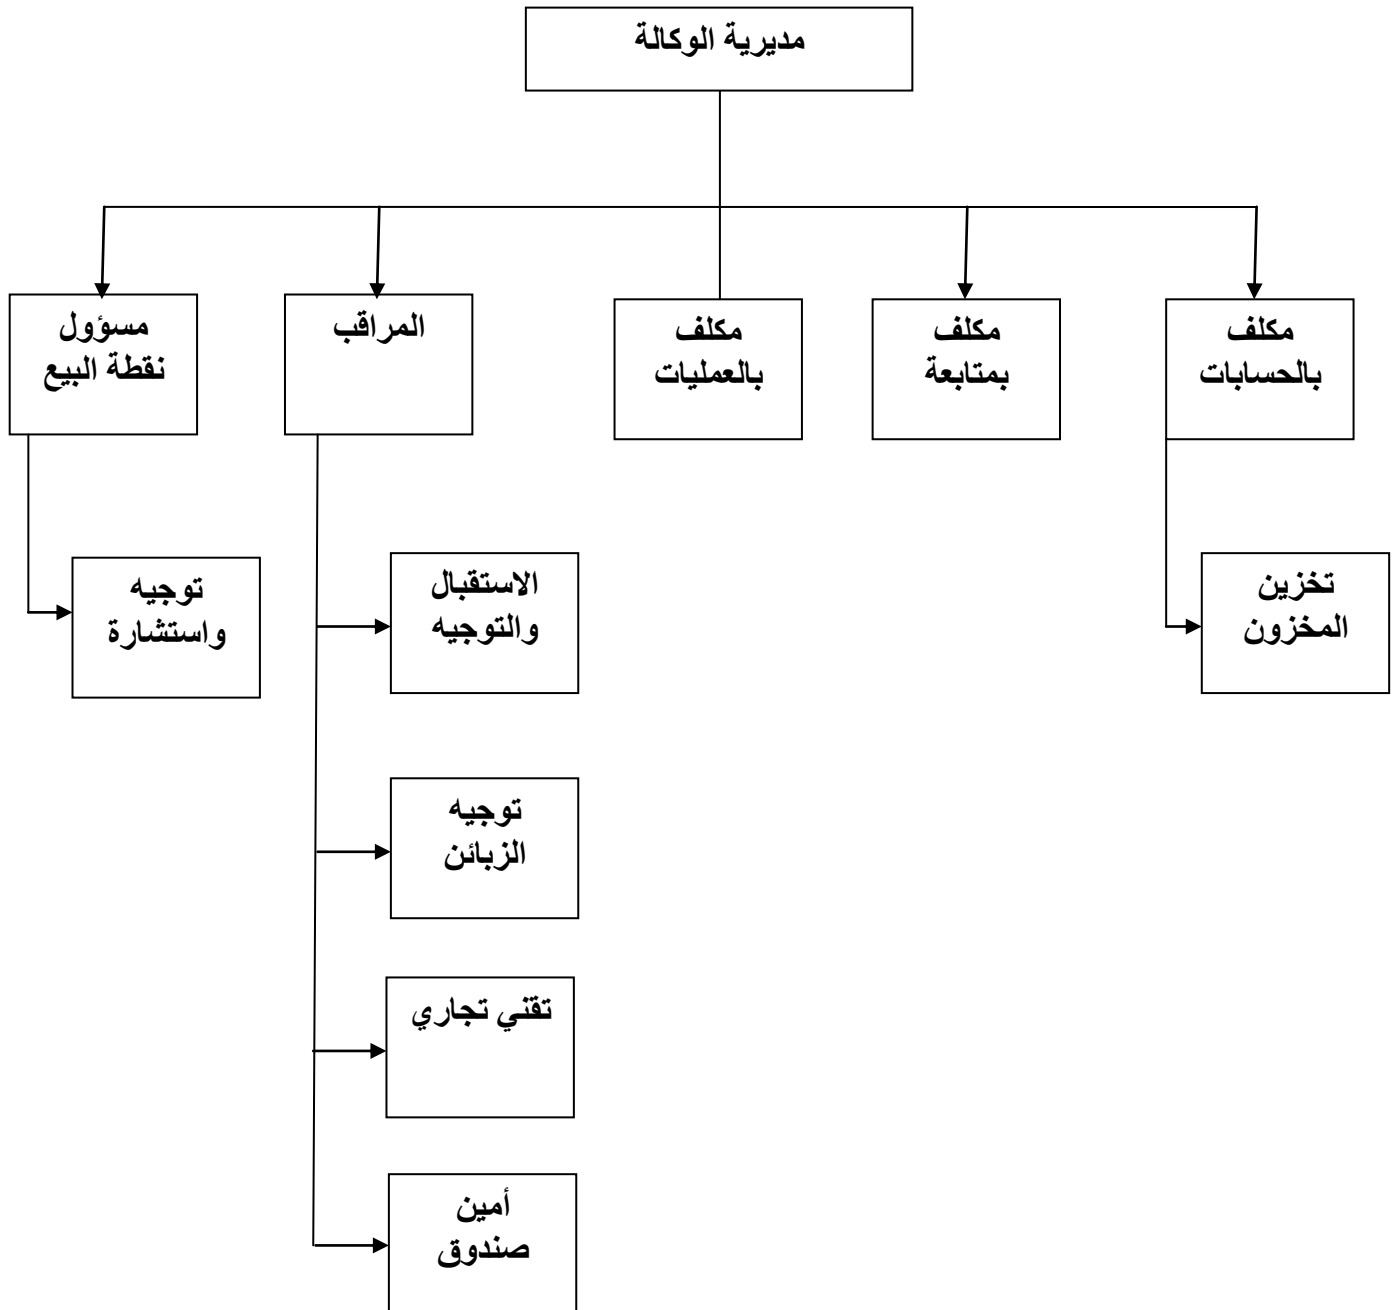 مديرية الوكالة
مكلف
بالحسابات
مكلف
بمتابعة
مكلف
بالعمليات
المراقب
مسؤول
نقطة البيع
تخزين
المخزون
الاستقبال
والتوجيه
توجيه
واستشارة
توجيه
الزبائن
تقني تجاري
أمين
صندوق